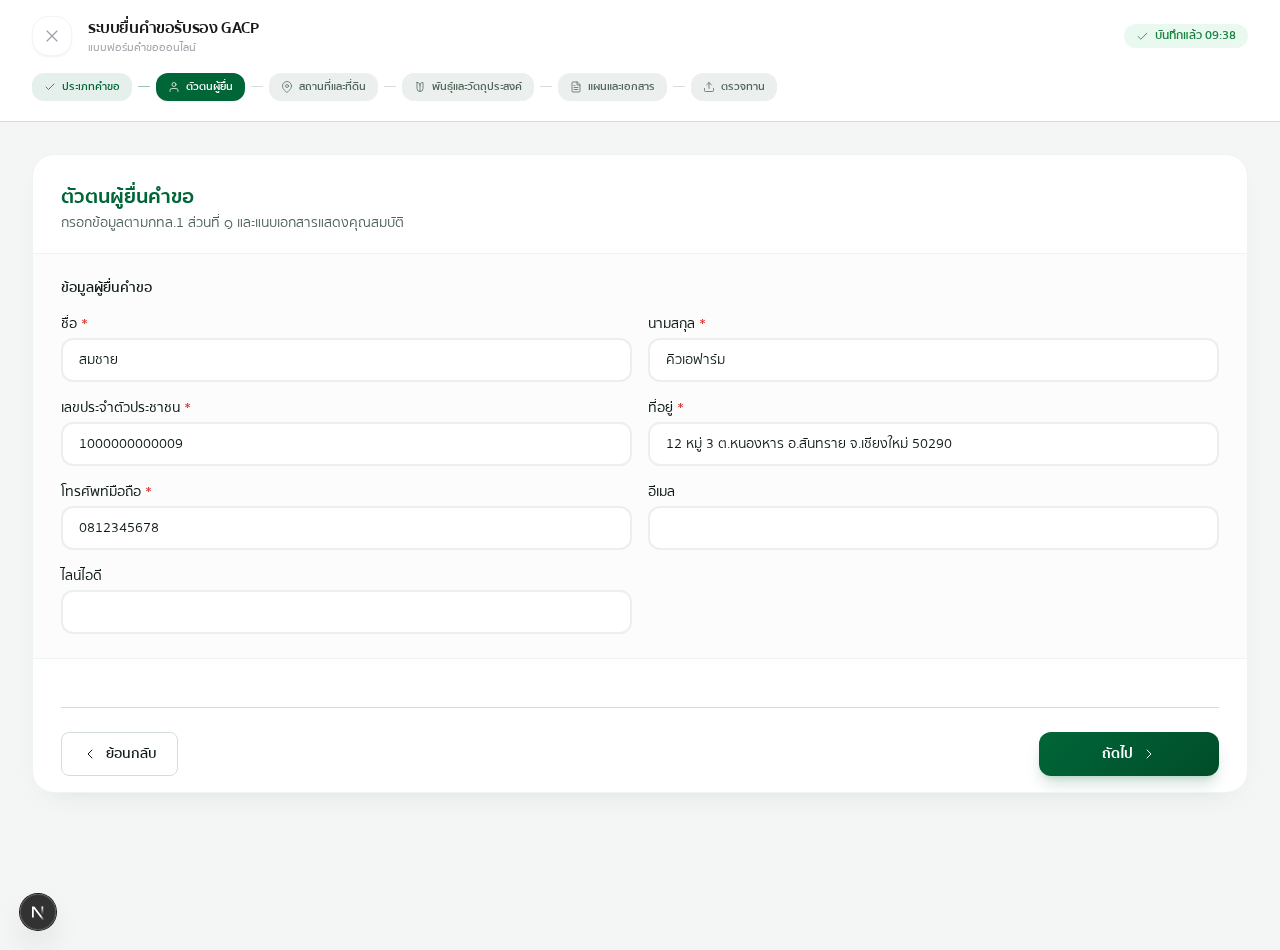 ระบบยื่นคำขอรับรอง GACP
แบบฟอร์มคำขอออนไลน์
บันทึกแล้ว 09:38
ประเภทคำขอ
ตัวตนผู้ยื่น
สถานที่และที่ดิน
พันธุ์และวัตถุประสงค์
แผนและเอกสาร
ตรวจทาน
ตัวตนผู้ยื่นคำขอ
กรอกข้อมูลตามกทล.1 ส่วนที่ ๑ และแนบเอกสารแสดงคุณสมบัติ
ข้อมูลผู้ยื่นคำขอ
ชื่อ *
นามสกุล *
สมชาย
คิวเอฟาร์ม
เลขประจำตัวประชาชน *
ที่อยู่ *
1000000000009
12 หมู่ 3 ต.หนองหาร อ.สันทราย จ.เชียงใหม่ 50290
โทรศัพท์มือถือ *
อีเมล
0812345678
ไลน์ไอดี
ย้อนกลับ
ถัดไป
N